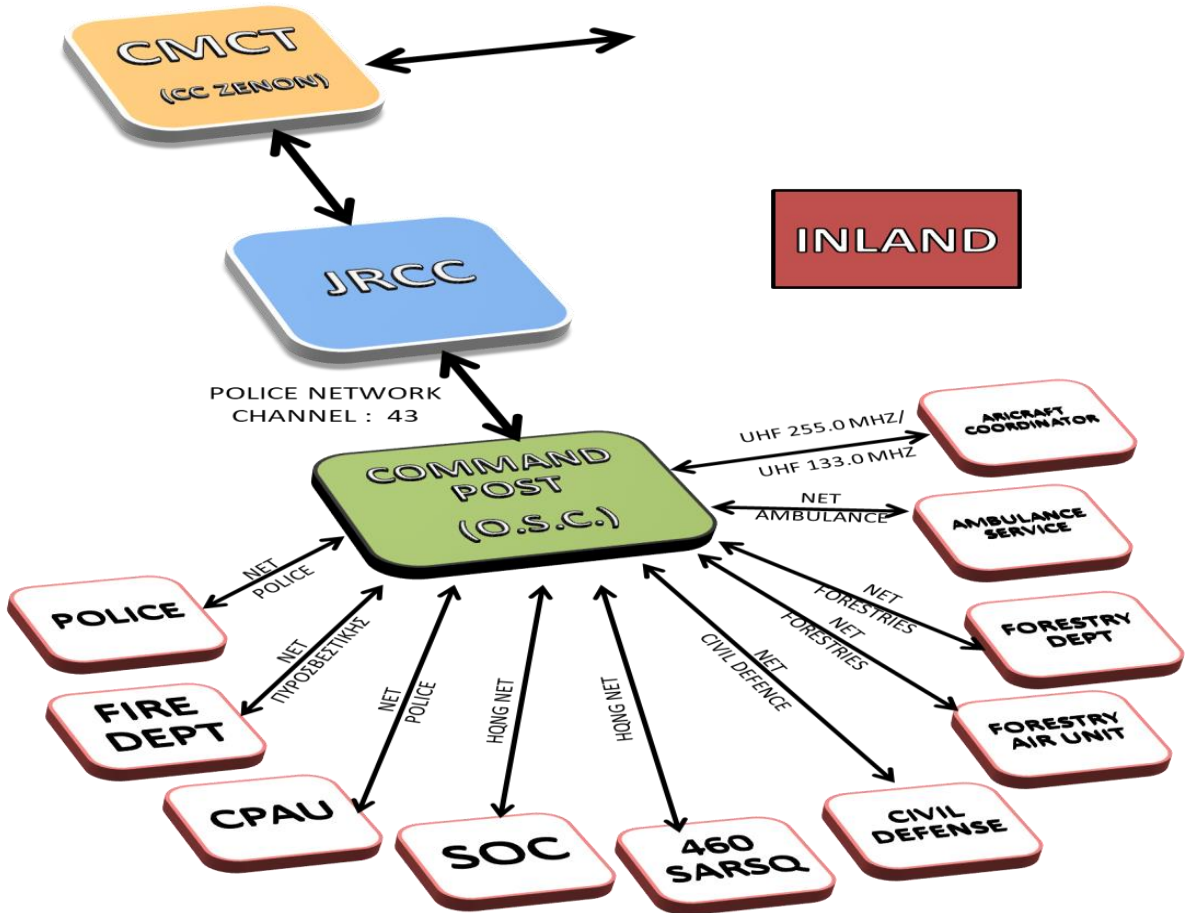 CMCT
(CC ZENON)
INLAND
JRCC
POLICE NETWORK
CHANNEL : 43
COMMAND
POST
(O.S.C.)
UHF 255.0 MHZ/
UHF 133.0 MHZ
ARICRAFT
COORDINATOR
NET
AMBULANCE
AMBULANCE
SERVICE
NET
POLICE
POLICE
NET
ΠΥΡΟΣΒΕΣΤΙΚΗΣ
FIRE
DEPT
NET
POLICE
CPAU
HQNG NET
SOC
HQNG NET
460
SARSQ
NET
CIVIL DEFENCE
CIVIL
DEFENSE
NET
FORESTRIES
FORESTRY
AIR UNIT
NET
FORESTRIES
FORESTRY
DEPT